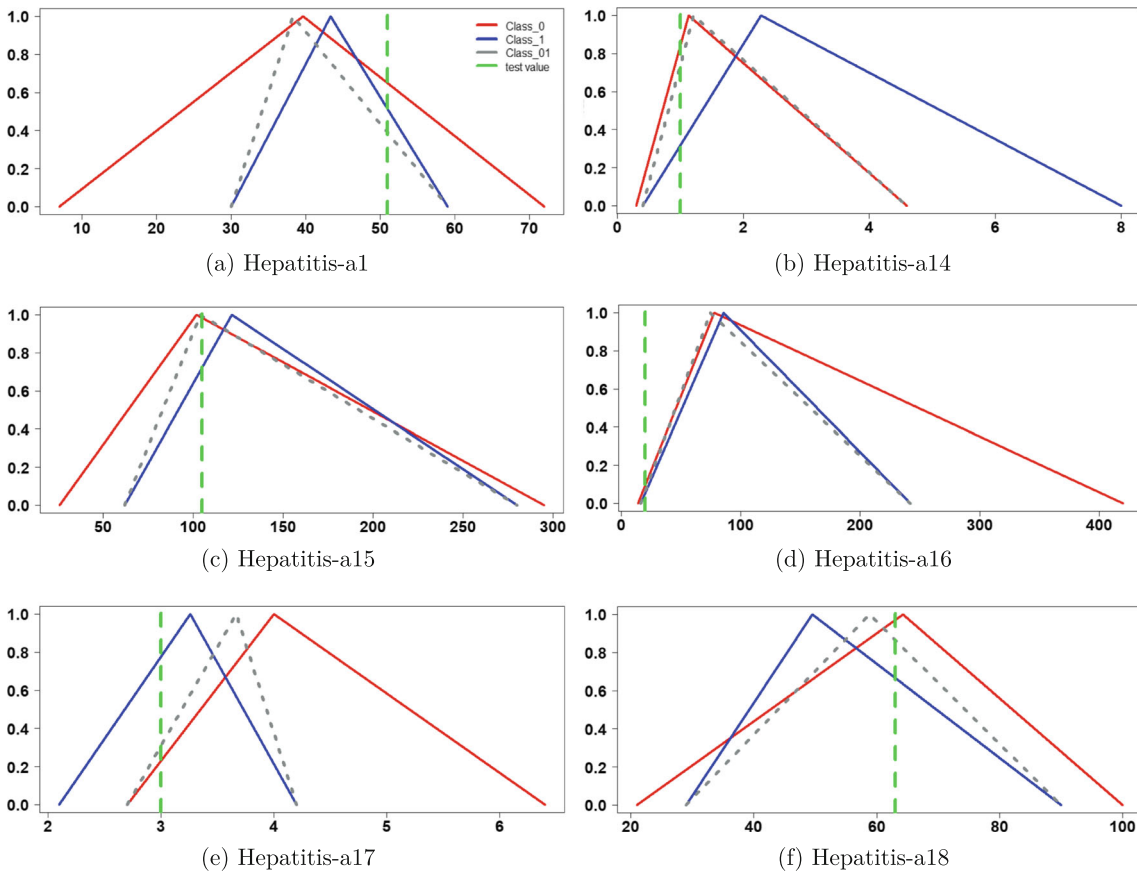 1.0
0.8
0.6
0.4
0.2
0.0
10 20 30 40 50 60 70
Class_0
Class_1
Class_01
test value
(a) Hepatitis-a1
1.0
0.8
0.6
0.4
0.2
0.0
0 2 4 6 8
(b) Hepatitis-a14
1.0
0.8
0.6
0.4
0.2
0.0
50 100 150 200 250 300
(c) Hepatitis-a15
1.0
0.8
0.6
0.4
0.2
0.0
0 100 200 300 400
(d) Hepatitis-a16
1.0
0.8
0.6
0.4
0.2
0.0
2 3 4 5 6
(e) Hepatitis-a17
1.0
0.8
0.6
0.4
0.2
0.0
20 40 60 80 100
(f) Hepatitis-a18